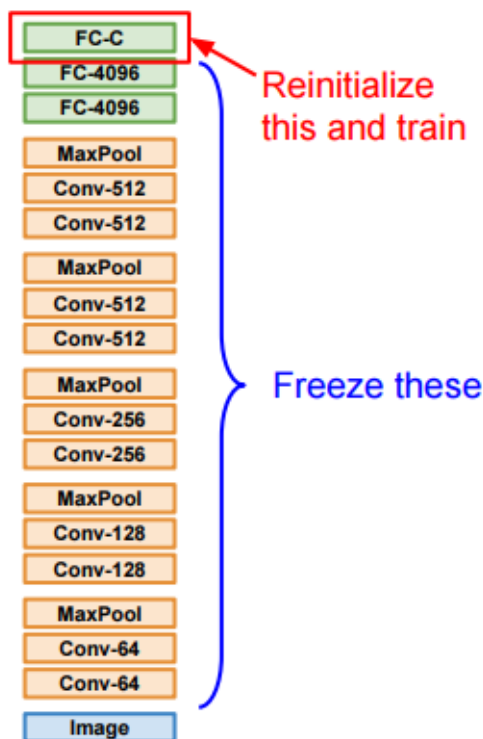 FC-C
FC-4096
FC-4096
MaxPool
Conv-512
Conv-512
MaxPool
Conv-512
Conv-512
MaxPool
Conv-256
Conv-256
MaxPool
Conv-128
Conv-128
MaxPool
Conv-64
Conv-64
Image
Reinitialize
this and train
Freeze these